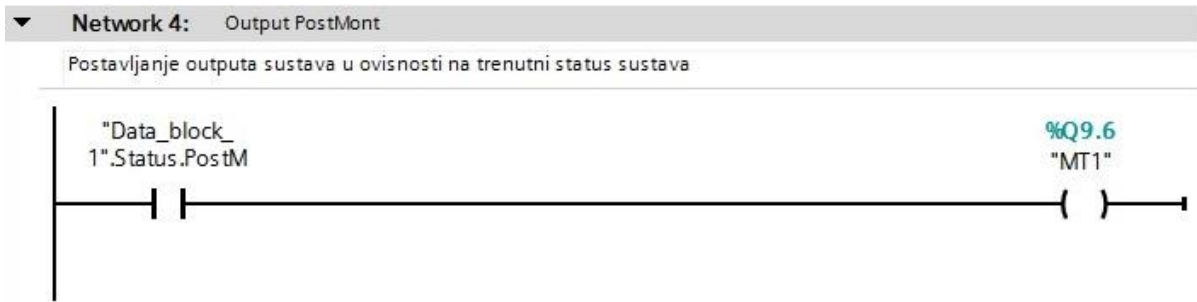 Network 4: Output PostMont
Postavljanje outputa sustava u ovisnosti na trenutni status sustava
"Data_block_
1".Status.PostM
%Q9.6
"MT1"